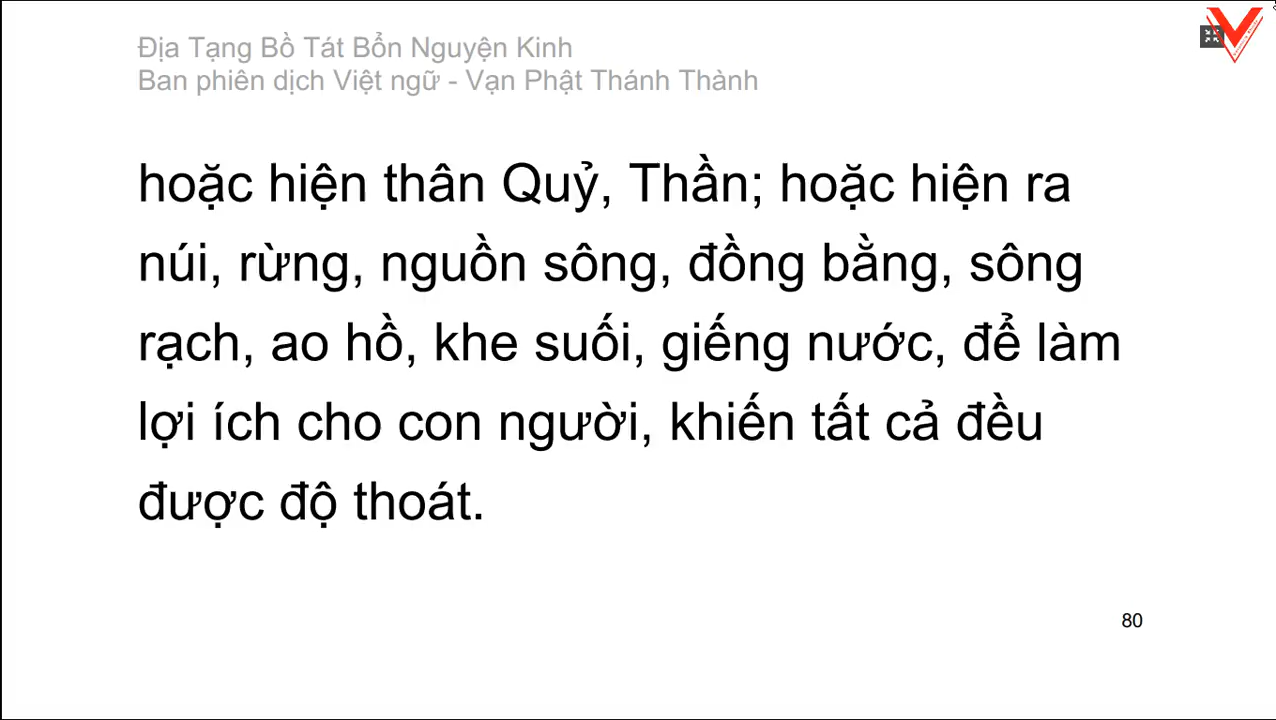 Địa Tạng Bồ Tát Bổn Nguyện Kinh
Ban phiên dịch Việt ngữ - Vạn Phật Thánh Thành
hoặc hiện thân Quỷ, Thần; hoặc hiện ra
núi, rừng, nguồn sông, đồng bằng, sông
rạch, ao hồ, khe suối, giếng nước, để làm
lợi ích cho con người, khiến tất cả đều
được độ thoát.
80